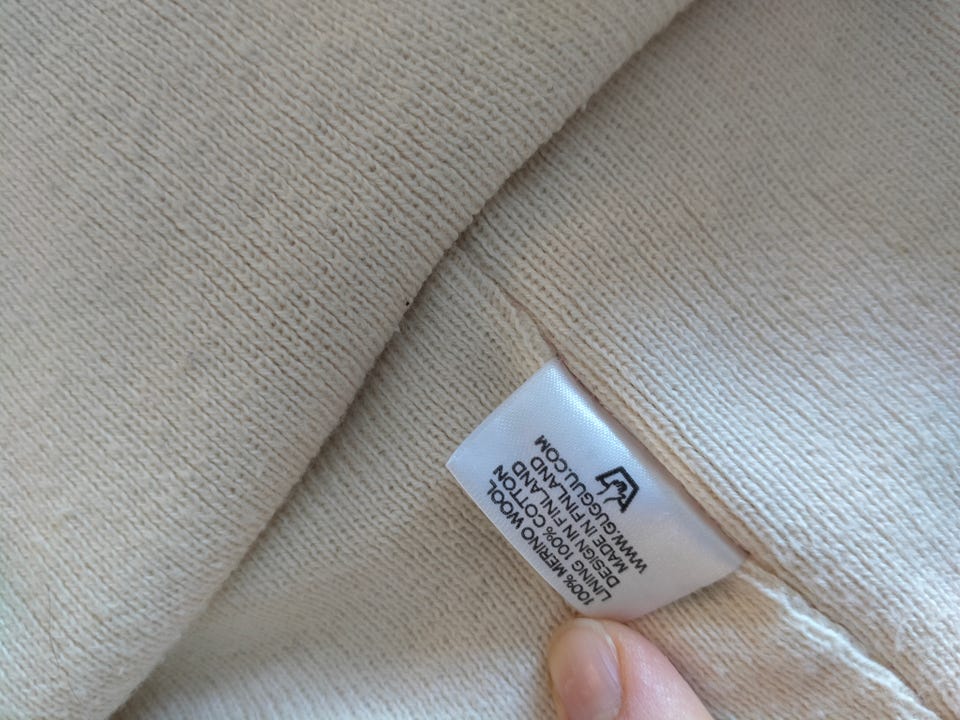 100% MERINO WOOL
LINING 100% COTTON
DESIGN IN FINLAND
MADE IN FINLAND
WWW.GUGGUU.COM